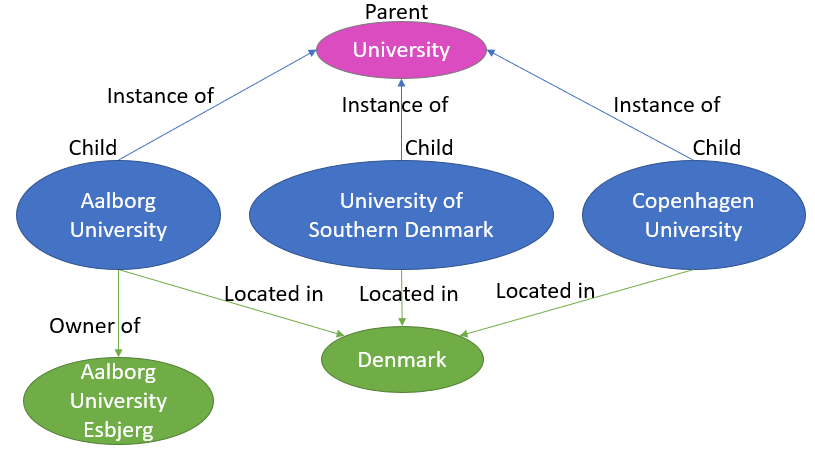 Parent
University
Instance of
Instance of
Instance of
Child
Child
Child
Aalborg
University
University of
Southern Denmark
Copenhagen
University
Located in
Located in
Located in
Owner of
Denmark
Aalborg
University
Esbjerg